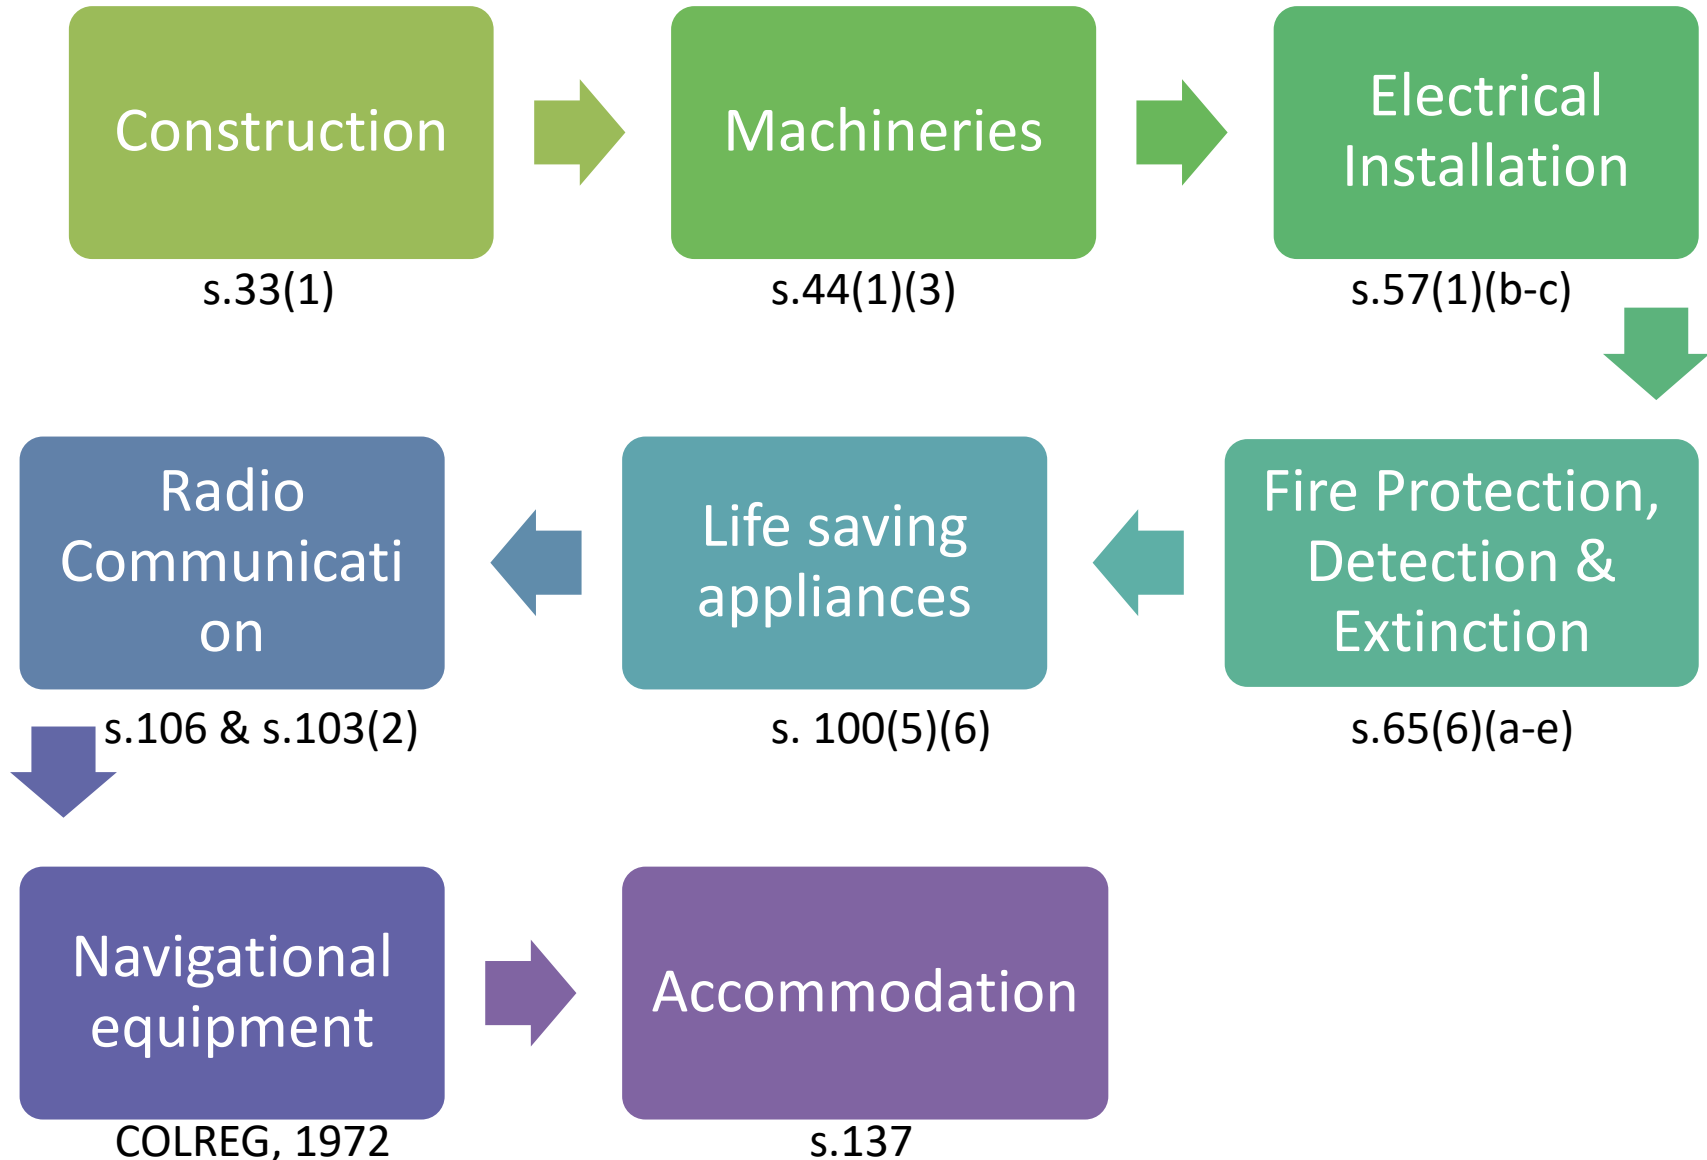 Construction
s.33(1)
Machineries
s.44(1)(3)
Electrical
Installation
s.57(1)(b-c)
Fire Protection,
Detection &
Extinction
s.65(6)(a-e)
Life saving
appliances
s. 100(5)(6)
Radio
Communicati
on
s.106 & s.103(2)
Navigational
equipment
COLREG, 1972
Accommodation
s.137